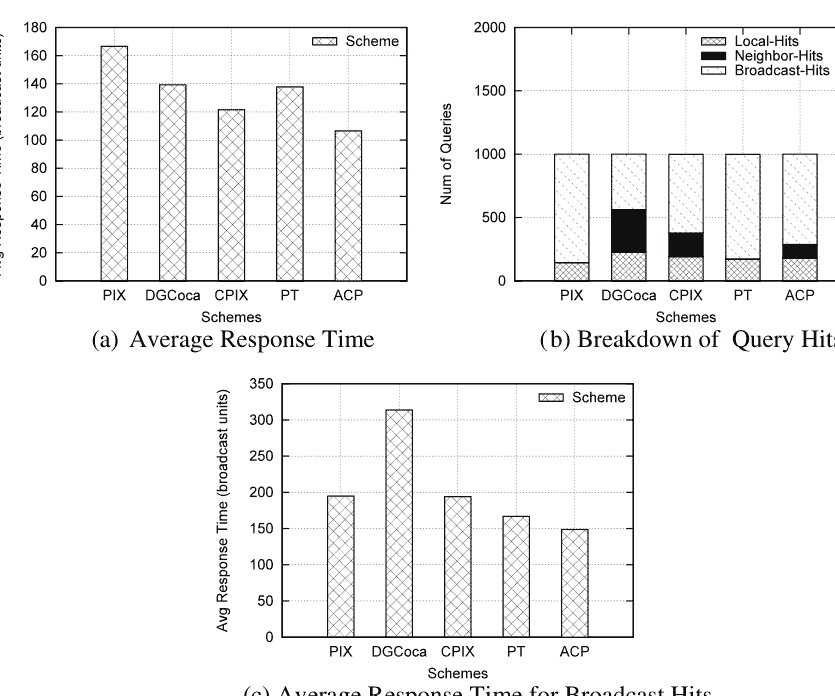 180
160
140
120
100
80
60
40
20
0
Scheme
PIX DGCoca CPIX PT ACP
Schemes
(a) Average Response Time
2000
1500
1000
500
0
Num of Queries
Local-Hits
Neighbor-Hits
Broadcast-Hits
PIX DGCoca CPIX PT ACP
Schemes
(b) Breakdown of Query Hits
350
300
250
200
150
100
50
0
Avg Response Time (broadcast units)
Scheme
PIX DGCoca CPIX PT ACP
Schemes
(c) Average Response Time for Broadcast Hits